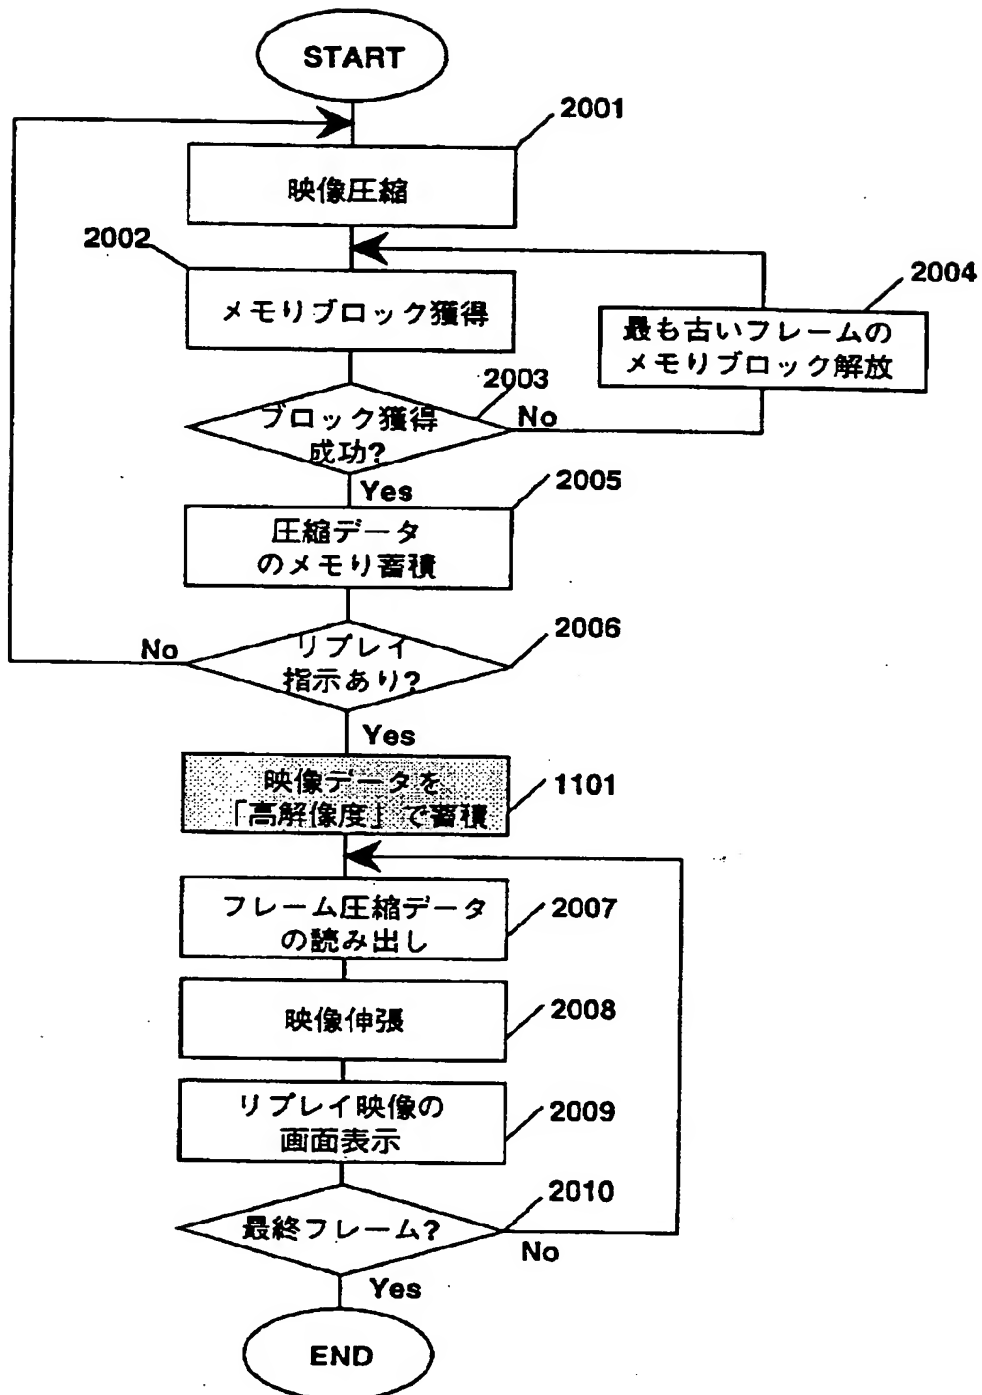 START
2001
映像圧縮
2002
メモリブロック獲得
2004
最も古いフレームの
メモリブロック解放
2003
ブロック獲得
成功?
No
Yes
2005
圧縮データ
のメモリ蓄積
2006
リプレイ
指示あり?
No
Yes
1101
映像データを
「高解像度」で蓄積
2007
フレーム圧縮データ
の読み出し
2008
映像伸張
2009
リプレイ映像の
画面表示
2010
最終フレーム?
No
Yes
END